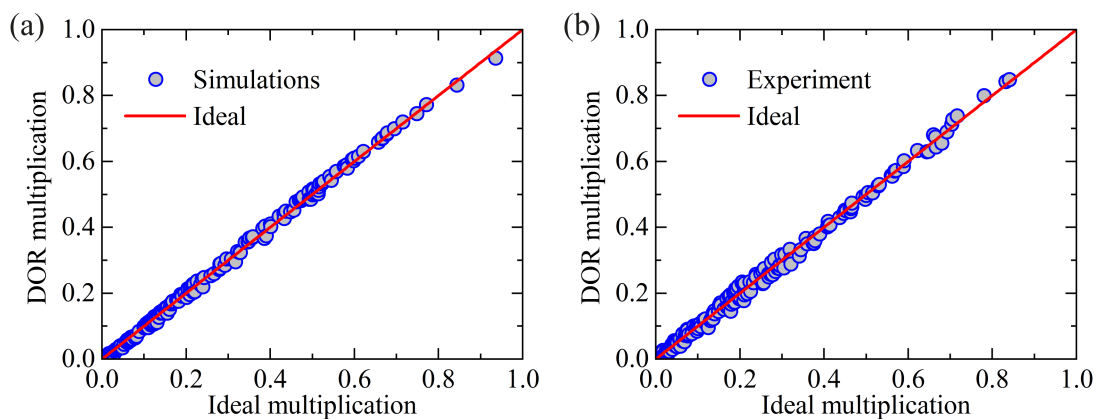 (a)
1.0
0.8
0.6
0.4
0.2
0.0
DOR multiplication
Simulations
Ideal
0.0 0.2 0.4 0.6 0.8 1.0
Ideal multiplication
(b)
1.0
0.8
0.6
0.4
0.2
0.0
DOR multiplication
Experiment
Ideal
0.0 0.2 0.4 0.6 0.8 1.0
Ideal multiplication